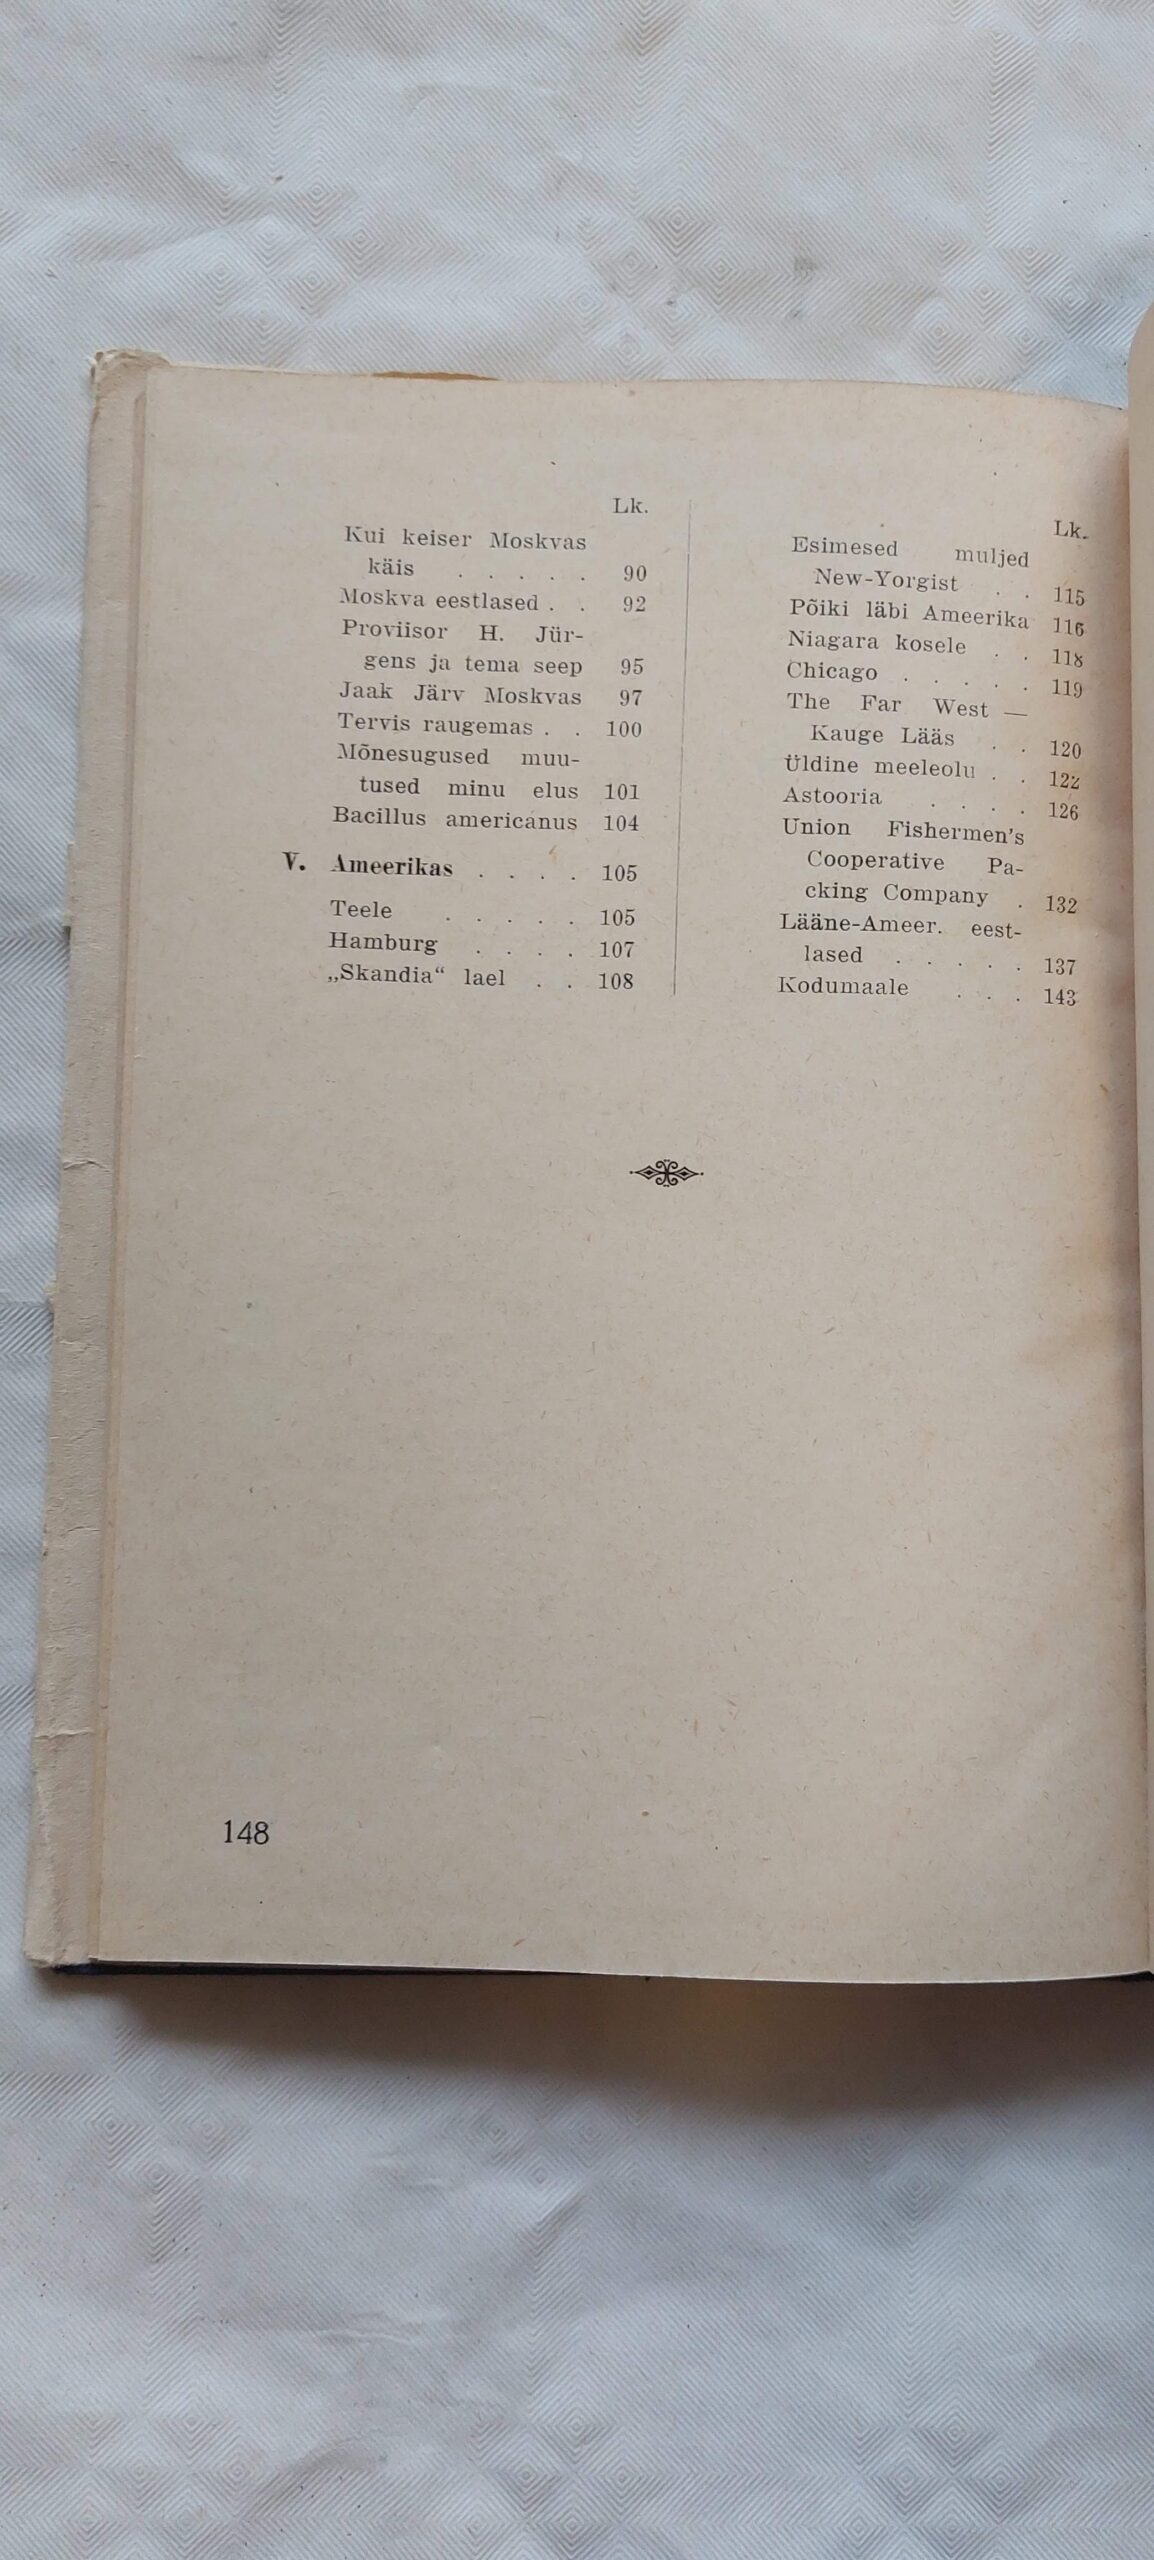 Lk.
Kui keiser Moskvas
käis . . . . . 90
Moskva eestlased . . 92
Proviisor H. Jür-
gens ja tema seep 95
Jaak Järv Moskvas 97
Tervis raugemas . . 100
Mõnesugused muu-
tused minu elus 101
Bacillus americanus 104
V. Ameerikas . . . . 105
Teele . . . . . 105
Hamburg . . . . 107
„Skandia“ lael . . 108
Lk.
Esimesed muljed
New-Yorgist . . 115
Põiki läbi Ameerika 116
Niagara kosele . . 118
Chicago . . . . . 119
The Far West —
Kauge Lääs . . 120
Üldine meeleolu . . 122
Astooria . . . . 126
Union Fishermen's
Cooperative Pa-
cking Company . 132
Lääne-Ameer. eest-
lased . . . . . 137
Kodumaale . . . 143
148